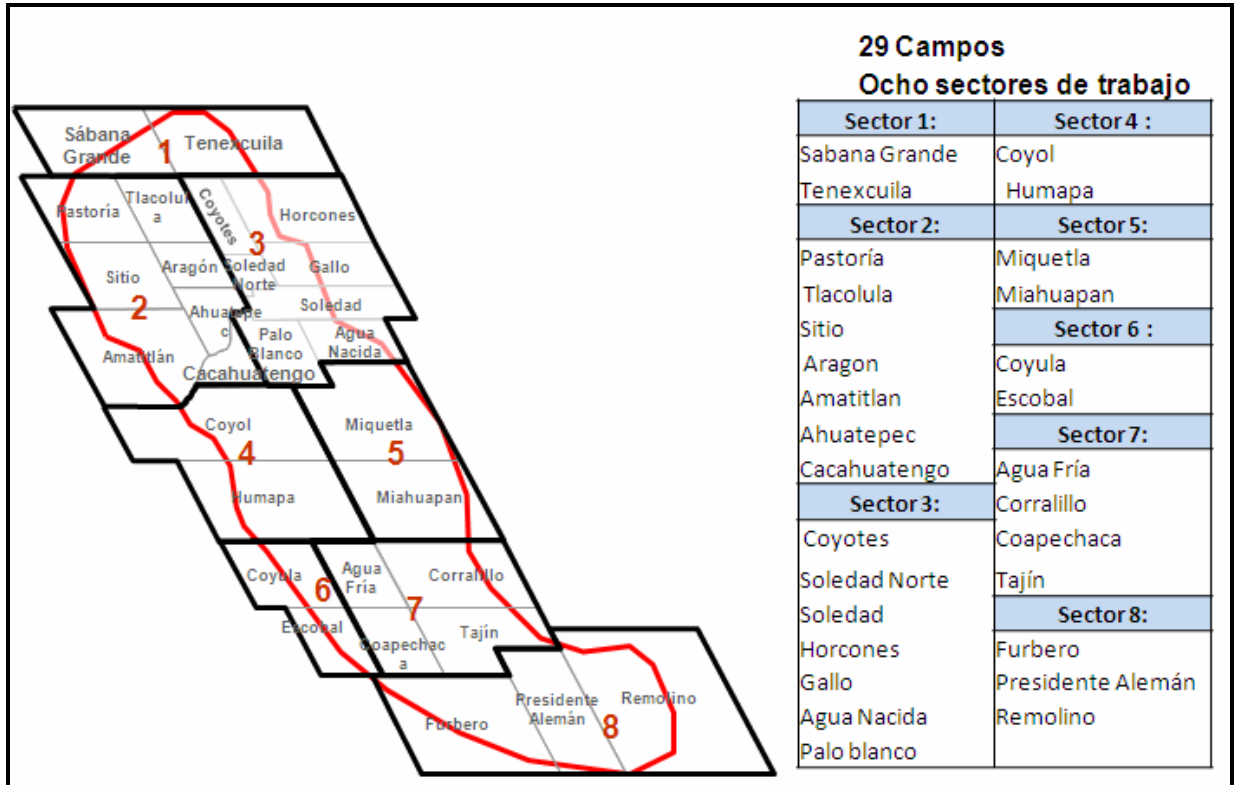 29 Campos
Ocho sectores de trabajo
Sábana
Grande
1
Tenexcuila
Pastoría
Tlacolul
a
Coyotes
Horcones
3
Sitio
Aragón
Soledad
Norte
Gallo
2
Ahuatepe
c
Soledad
Amatitlán
Palo
Blanco
Agua
Nacida
Cacahuatengo
Coyol
4
Miquetla
5
Humapa
Miahuapan
Coyula
6
Agua
Fría
Corralillo
7
Escobal
Coapechac
a
Tajín
Furbero
Presidente
Alemán
8
Remolino
Sector 1:
Sabana Grande
Tenexcuila
Sector 2:
Pastoría
Tlacolula
Sitio
Aragon
Amatitlan
Ahuatepec
Cacahuatengo
Sector 3:
Coyotes
Soledad Norte
Soledad
Horcones
Gallo
Agua Nacida
Palo blanco
Sector 4 :
Coyol
Humapa
Sector 5:
Miquetla
Miahuapan
Sector 6 :
Coyula
Escobal
Sector 7:
Agua Fría
Corralillo
Coapechaca
Tajín
Sector 8:
Furbero
Presidente Alemán
Remolino